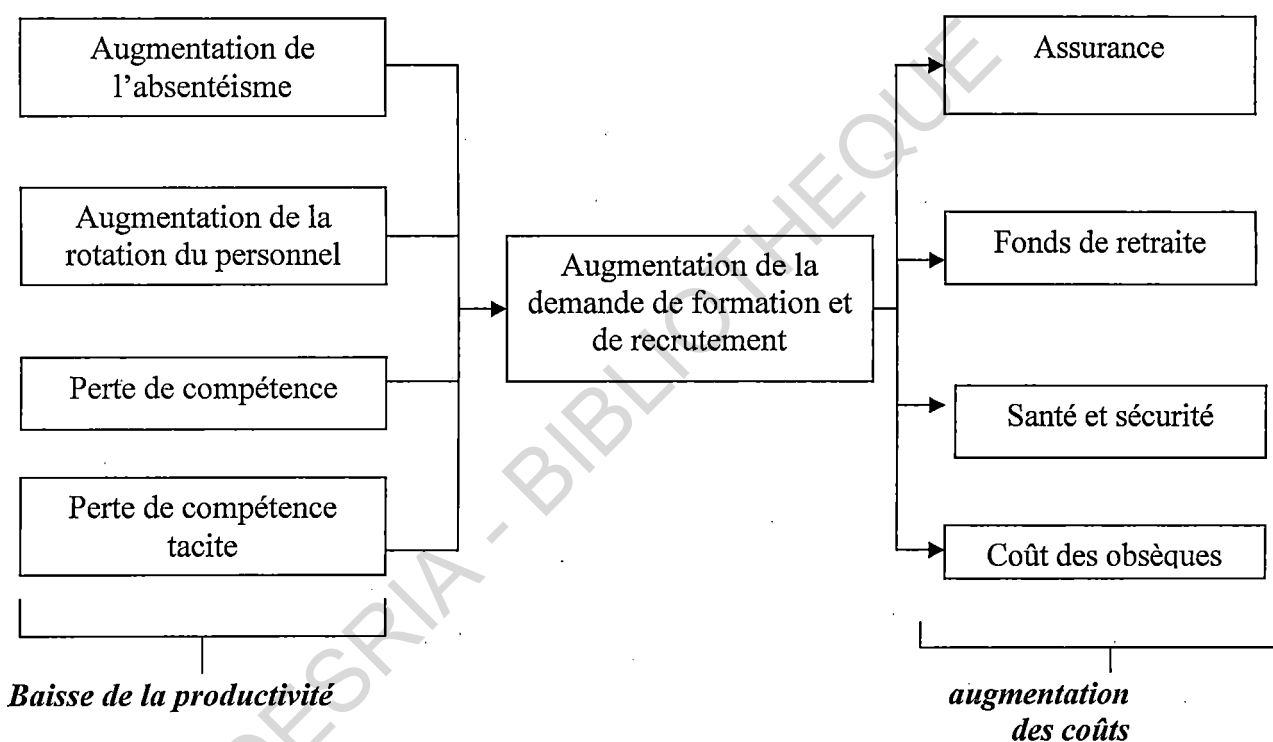 Augmentation de
l'absentéisme
Augmentation de la
rotation du personnel
Perte de compétence
Perte de compétence
tacite
Baisse de la productivité
Augmentation de la
demande de formation et
de recrutement
Assurance
Fonds de retraite
Santé et sécurité
Coût des obsèques
augmentation
des coûts
DESRIA - BIBLIOTHEQUE